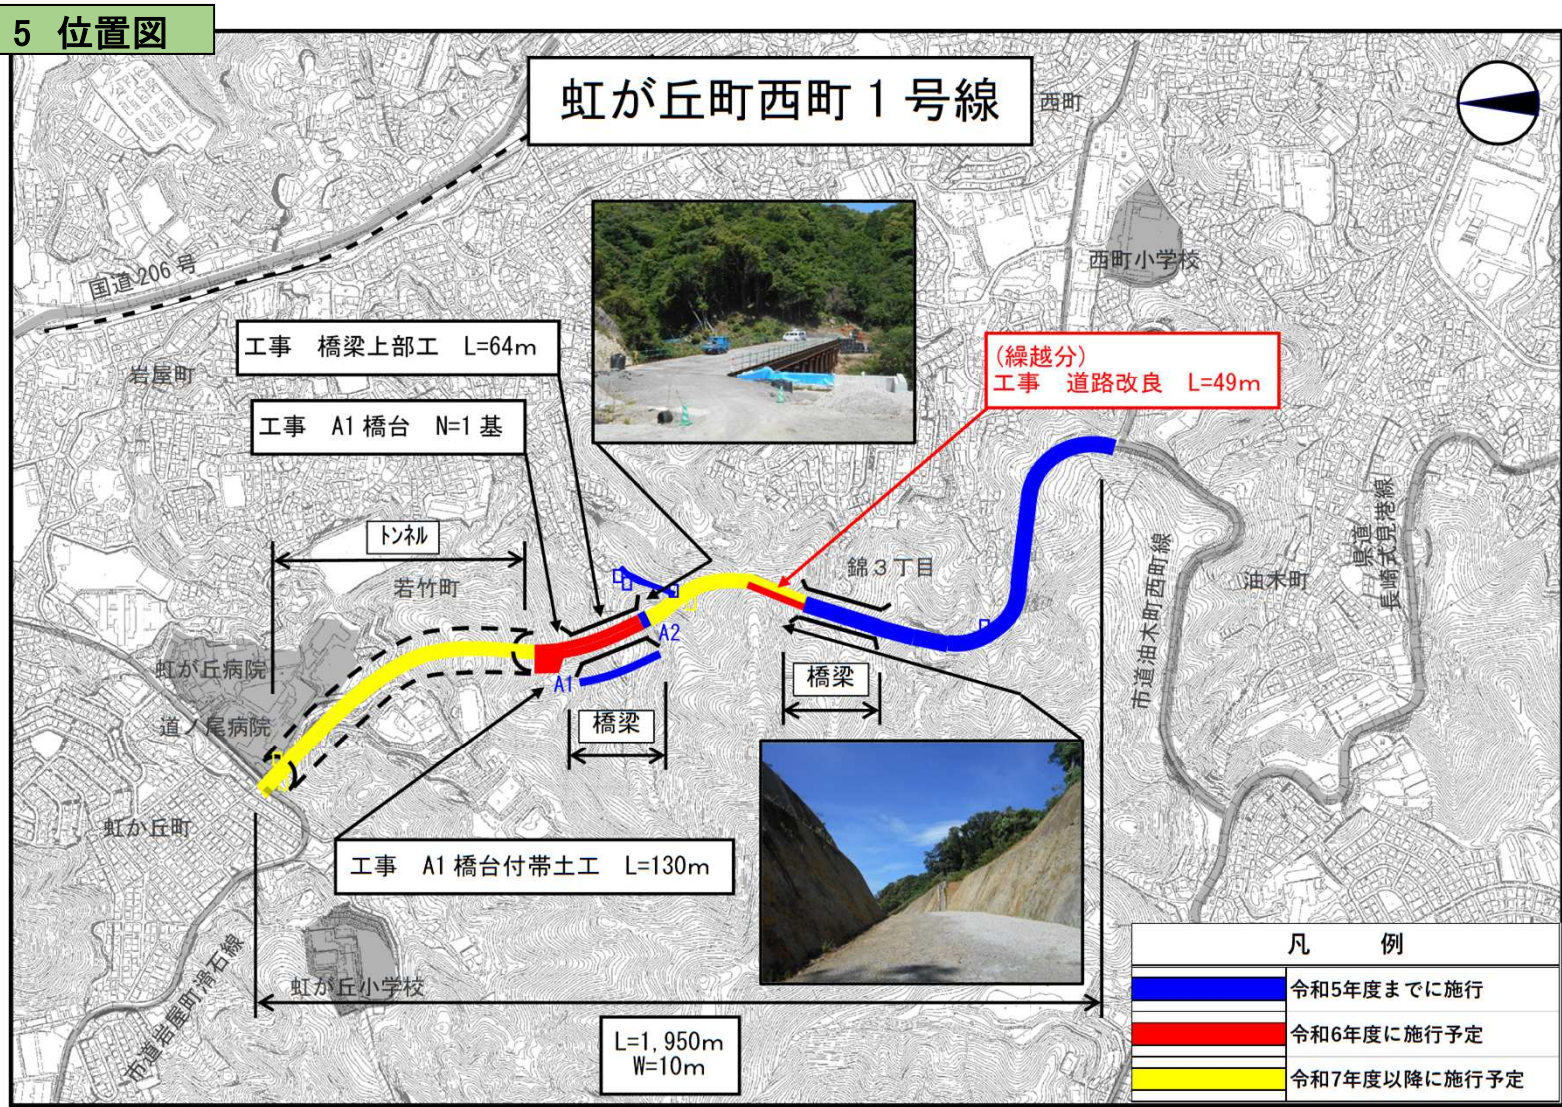 5 位置図
虹が丘町西町1号線
西町
国道206号
西町小学校
工事 橋梁上部工 L=64m
(繰越分)
工事 道路改良 L=49m
岩屋町
工事 A1橋台 N=1基
トンネル
若竹町
錦3丁目
県道
長崎式見港線
市道油木町西町線
油木町
A2
A1
虹が丘病院
道ノ尾病院
橋梁
橋梁
虹が丘町
工事 A1橋台付帯土工 L=130m
虹が丘小学校
市道岩屋町滑石線
L=1,950m
W=10m
凡 例
令和5年度までに施行
令和6年度に施行予定
令和7年度以降に施行予定